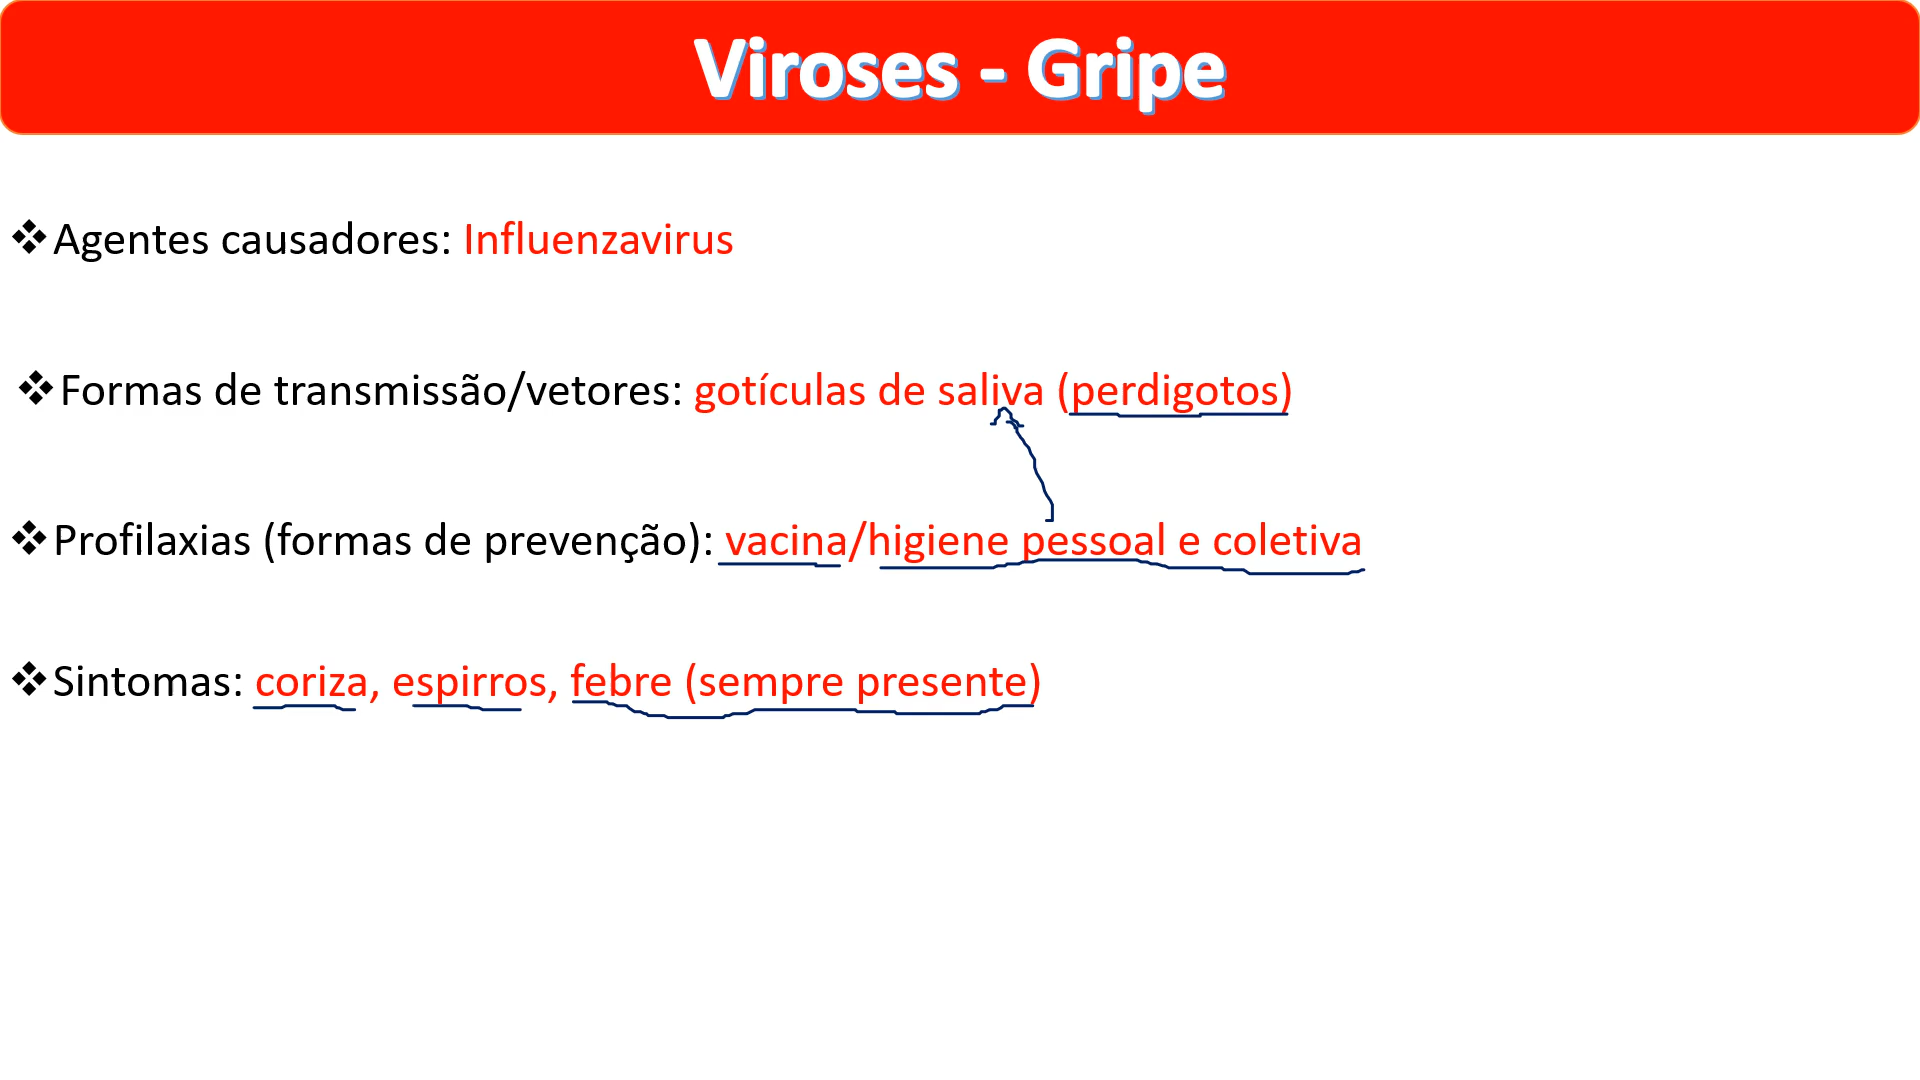 Viroses - Gripe
❖Agentes causadores: Influenzavirus
❖Formas de transmissão/vetores: gotículas de saliva (perdigotos)
❖Profilaxias (formas de prevenção): vacina/higiene pessoal e coletiva
❖Sintomas: coriza, espirros, febre (sempre presente)